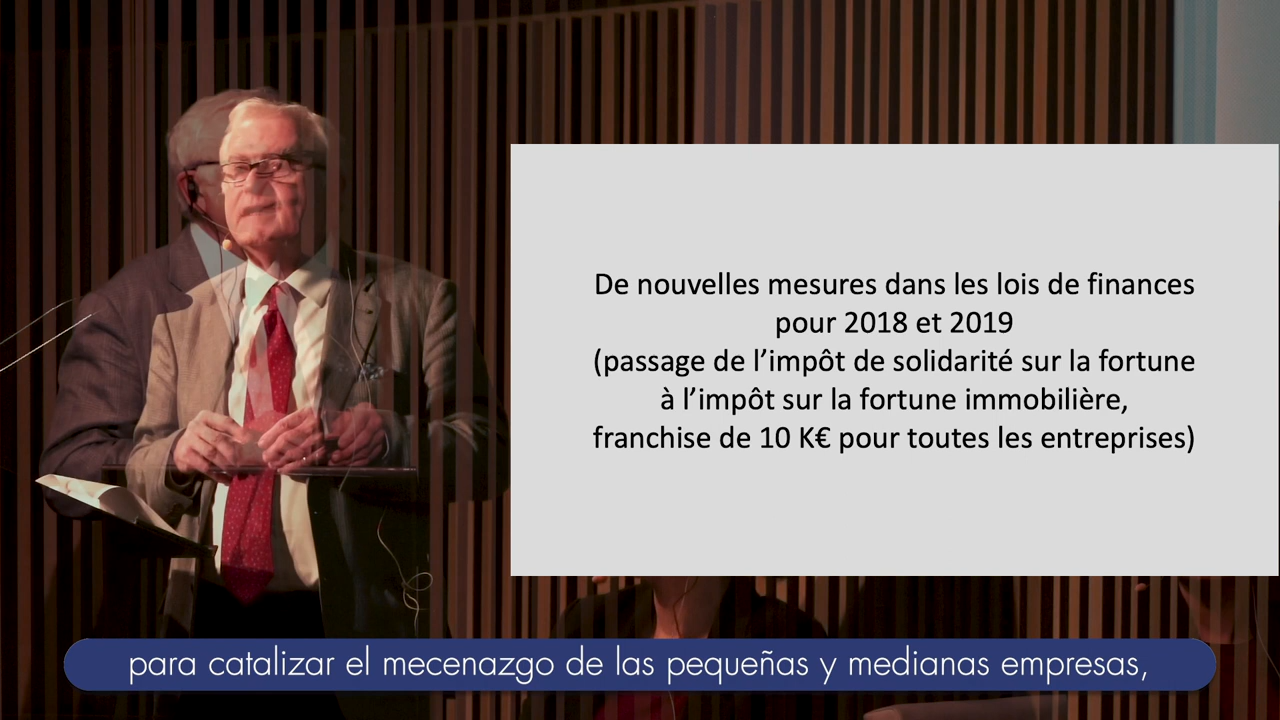 De nouvelles mesures dans les lois de finances
pour 2018 et 2019
(passage de l’impôt de solidarité sur la fortune
à l’impôt sur la fortune immobilière,
franchise de 10 K€ pour toutes les entreprises)
para catalizar el mecenazgo de las pequeñas y medianas empresas,